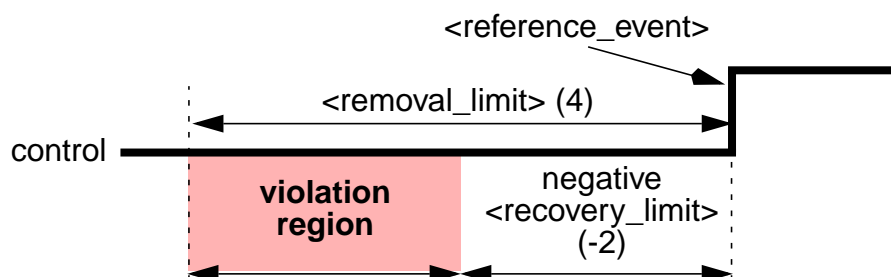 <reference_event>
<removal_limit> (4)
control
violation
region
negative
<recovery_limit>
(-2)